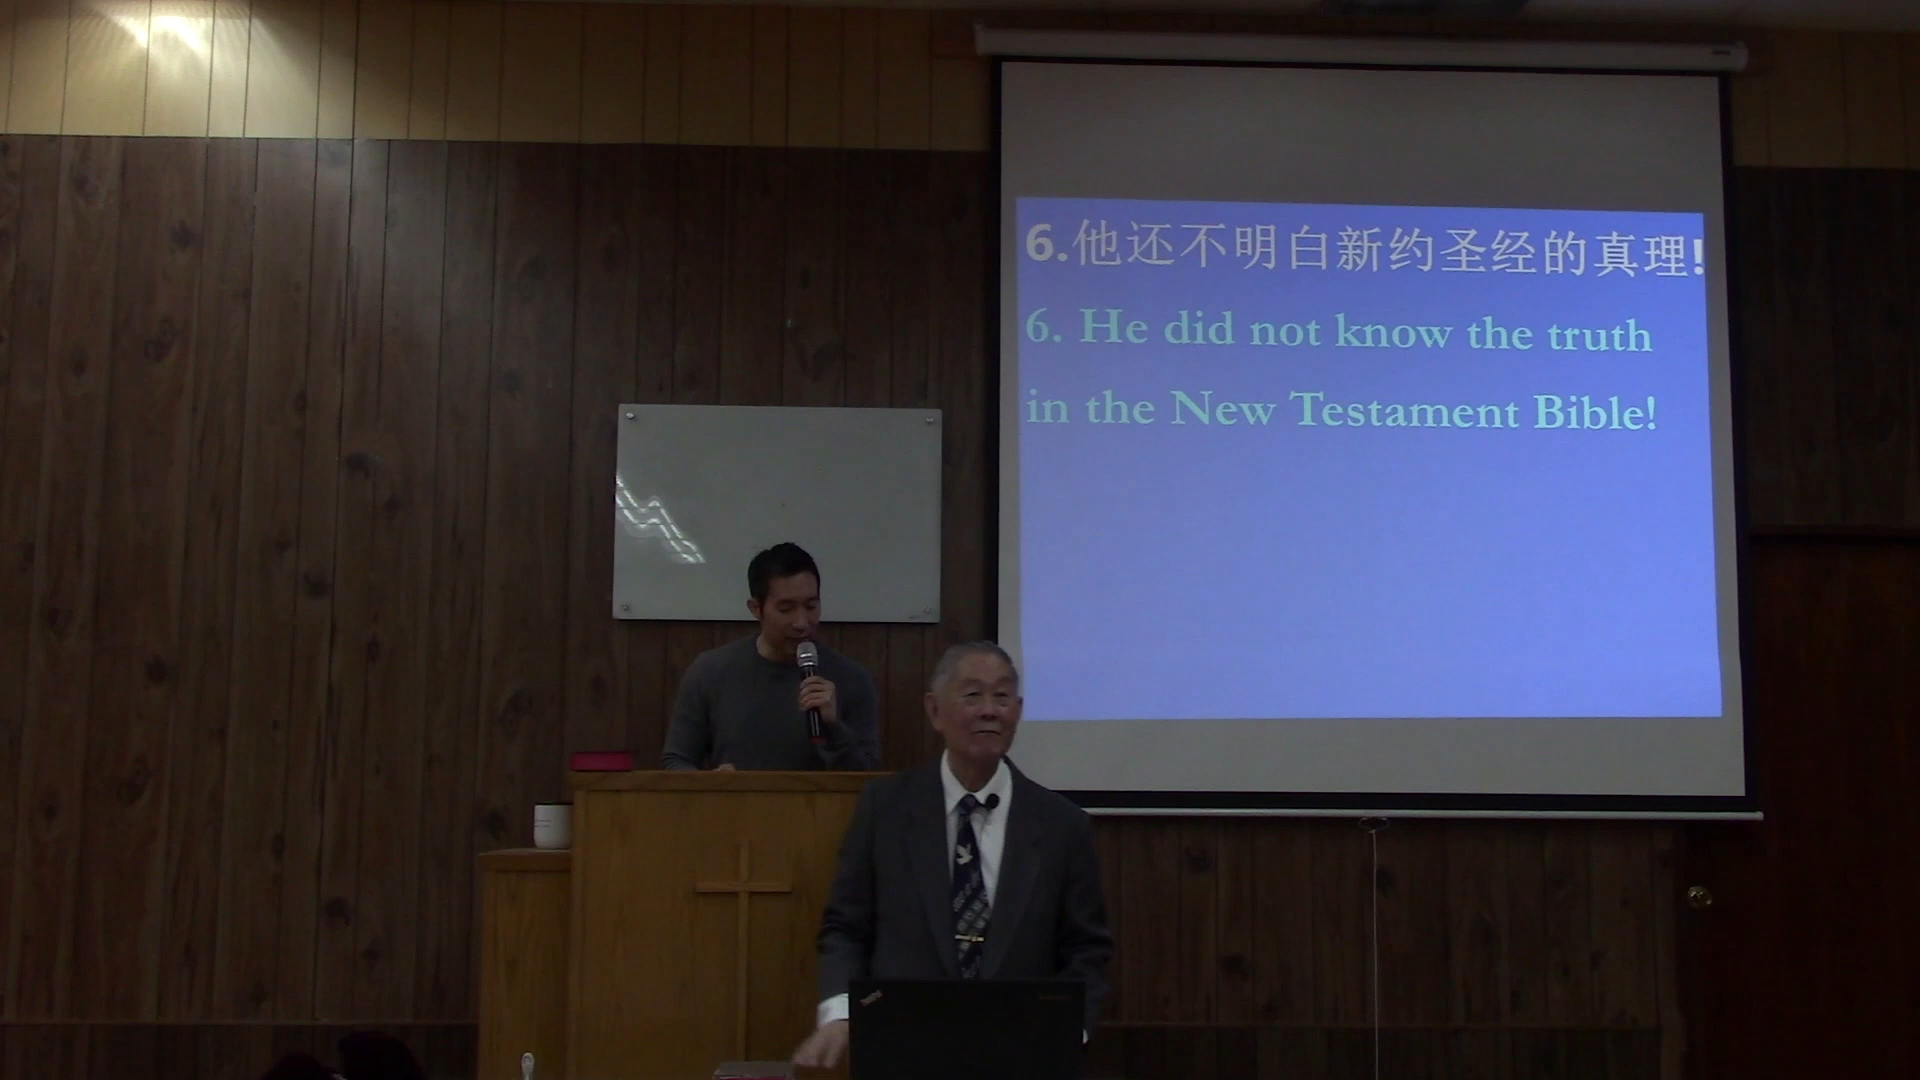 6.他还不明白新约圣经的真理!
6. He did not know the truth
in the New Testament Bible!
ThinkPad